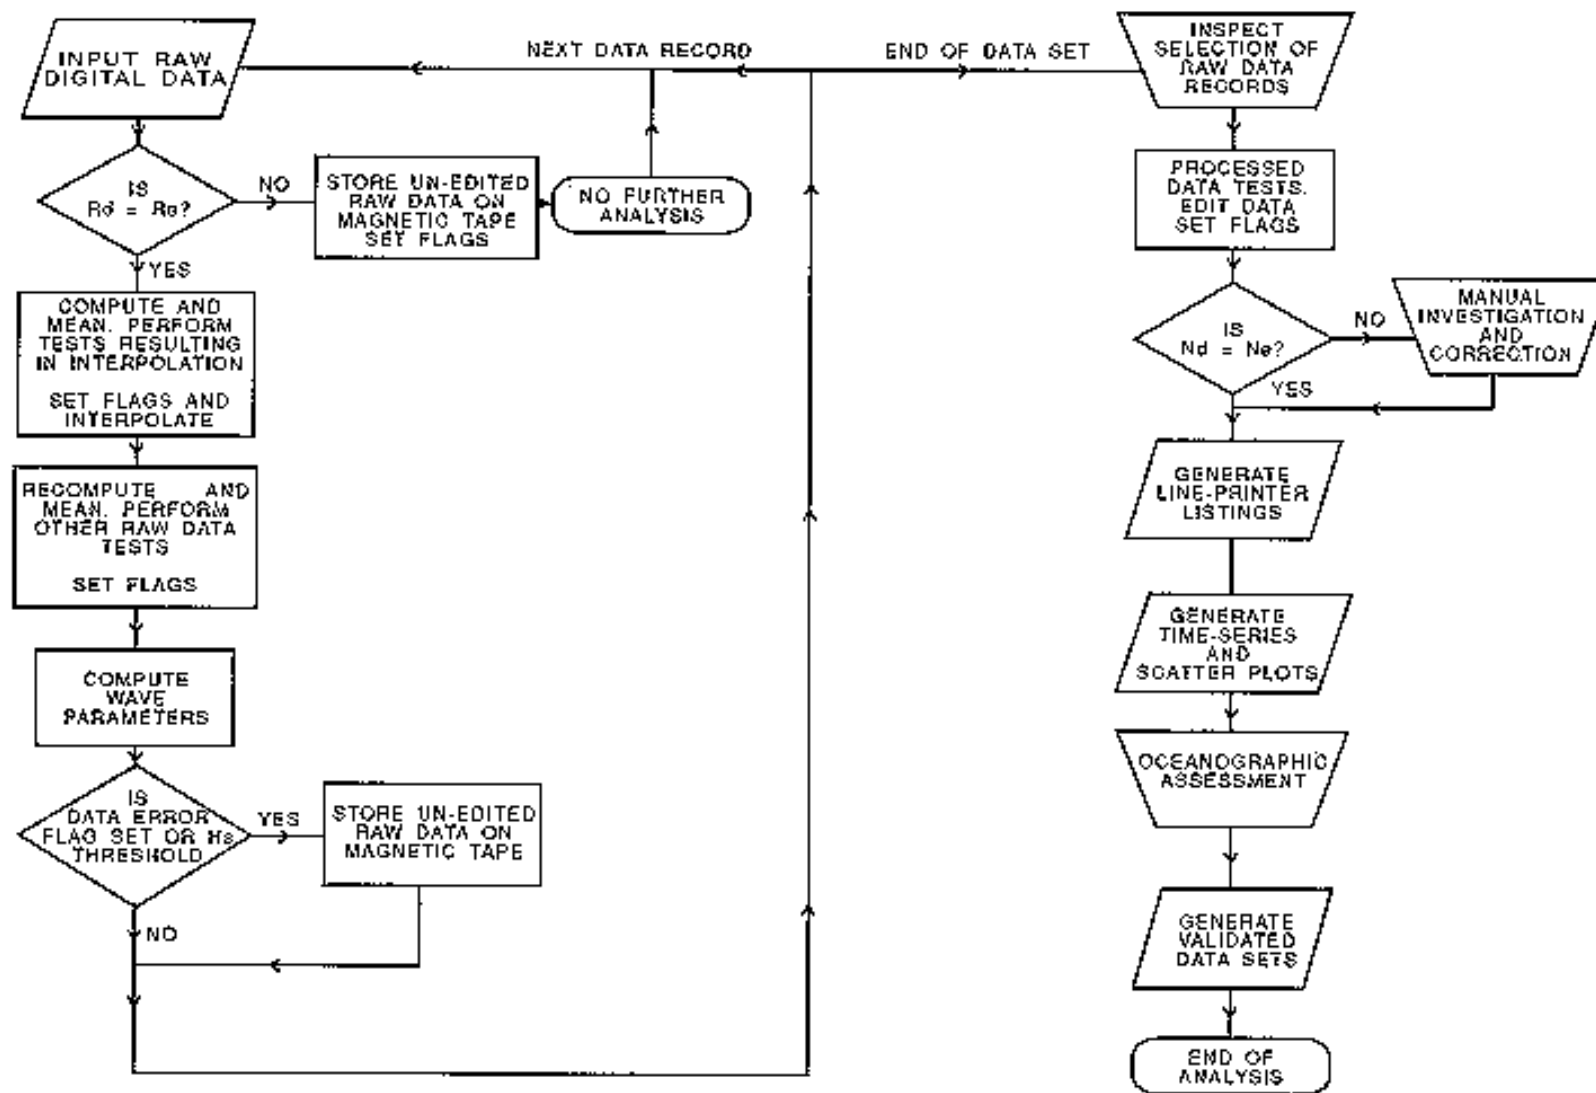 INPUT RAW
DIGITAL DATA
NEXT DATA RECORD
END OF DATA SET
INSPECT
SELECTION OF
RAW DATA
RECORDS
IS
Rd = Re?
NO
STORE UN-EDITED
RAW DATA ON
MAGNETIC TAPE
SET FLAGS
NO FURTHER
ANALYSIS
YES
COMPUTE AND
MEAN. PERFORM
TESTS RESULTING
IN INTERPOLATION
SET FLAGS AND
INTERPOLATE
RECOMPUTE AND
MEAN. PERFORM
OTHER RAW DATA
TESTS
SET FLAGS
COMPUTE
WAVE
PARAMETERS
IS
DATA ERROR
FLAG SET OR Hs
THRESHOLD
YES
STORE UN-EDITED
RAW DATA ON
MAGNETIC TAPE
NO
PROCESSED
DATA TESTS.
EDIT DATA
SET FLAGS
IS
Nd = Ne?
NO
MANUAL
INVESTIGATION
AND
CORRECTION
YES
GENERATE
LINE-PRINTER
LISTINGS
GENERATE
TIME-SERIES
AND
SCATTER PLOTS
OCEANOGRAPHIC
ASSESSMENT
GENERATE
VALIDATED
DATA SETS
END OF
ANALYSIS